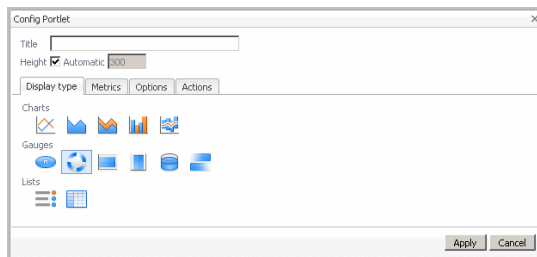 Config Portlet
Title
Height Automatic 300
Display type Metrics Options Actions
Charts
Gauges
Lists
Apply Cancel